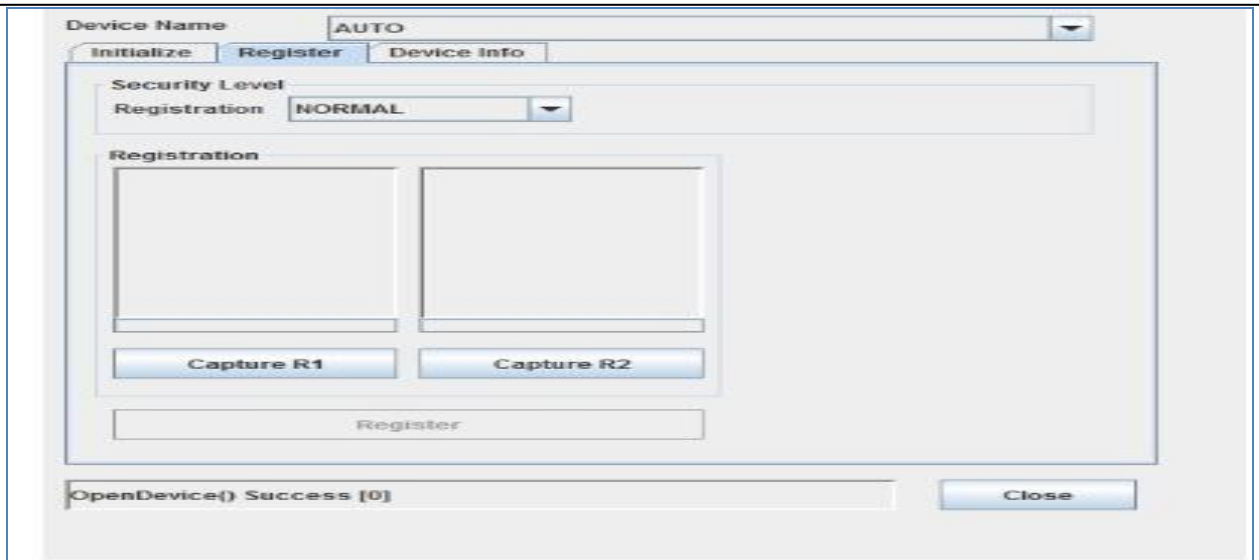 Device Name AUTO
Initialize Register Device Info
Security Level
Registration NORMAL
Registration
Capture R1 Capture R2
Register
OpenDevice() Success [0] Close